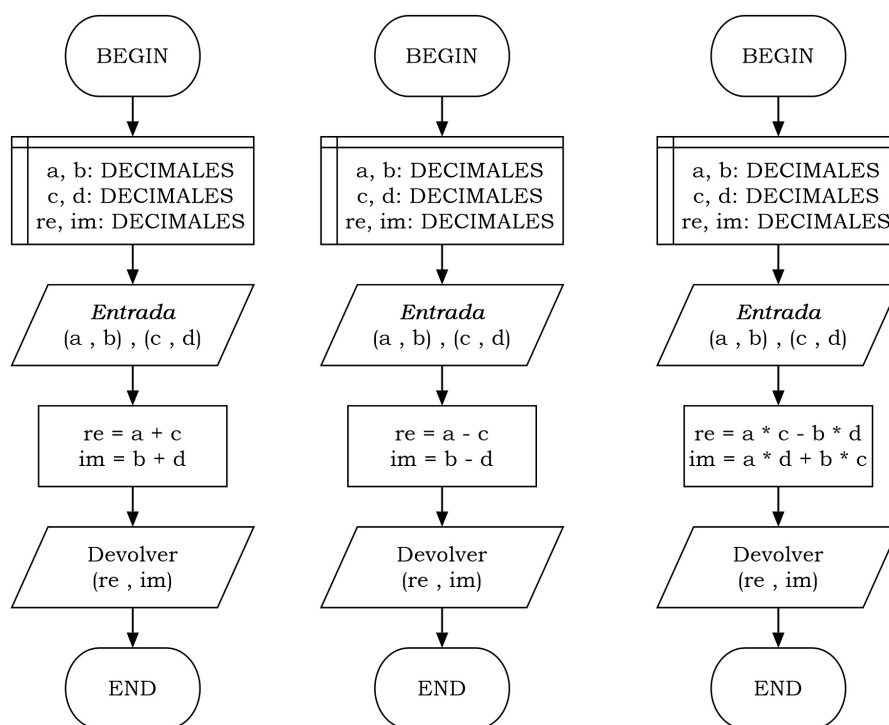 BEGIN
a, b: DECIMALES
c, d: DECIMALES
re, im: DECIMALES
Entrada
(a , b) , (c , d)
re = a + c
im = b + d
Devolver
(re , im)
END
BEGIN
a, b: DECIMALES
c, d: DECIMALES
re, im: DECIMALES
Entrada
(a , b) , (c , d)
re = a - c
im = b - d
Devolver
(re , im)
END
BEGIN
a, b: DECIMALES
c, d: DECIMALES
re, im: DECIMALES
Entrada
(a , b) , (c , d)
re = a * c - b * d
im = a * d + b * c
Devolver
(re , im)
END